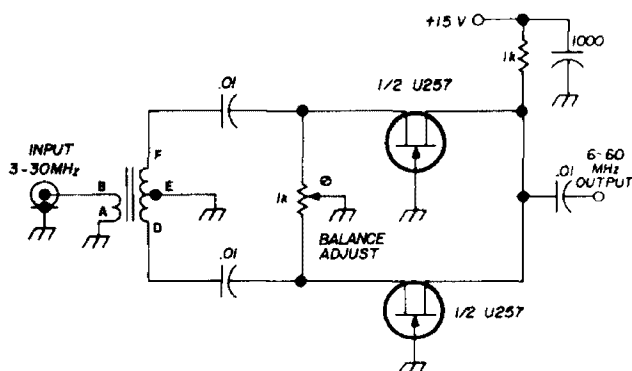 +15 V
1k
1000
1/2 U257
.01
INPUT
3-30MHz
B
A
F
E
D
1k
Ø
BALANCE
ADJUST
.01
6-60
MHz
OUTPUT
.01
1/2 U257